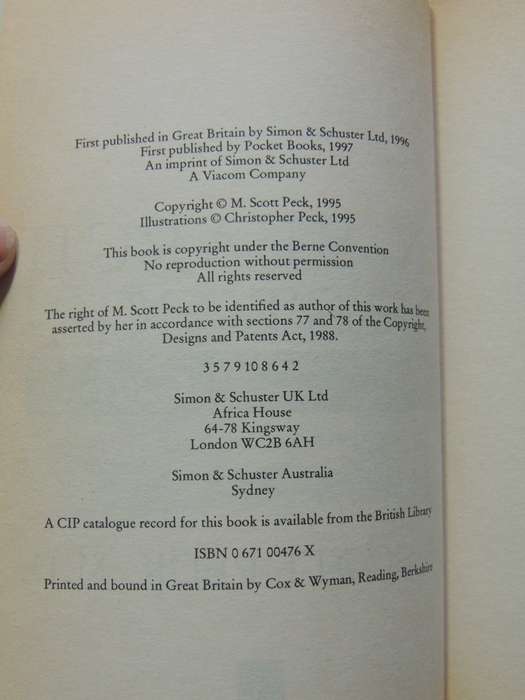 First published in Great Britain by Simon & Schuster Ltd, 1996
First published by Pocket Books, 1997
An imprint of Simon & Schuster Ltd
A Viacom Company
Copyright © M. Scott Peck, 1995
Illustrations © Christopher Peck, 1995
This book is copyright under the Berne Convention
No reproduction without permission
All rights reserved
The right of M. Scott Peck to be identified as author of this work has been
asserted by her in accordance with sections 77 and 78 of the Copyright,
Designs and Patents Act, 1988.
3 5 7 9 10 8 6 4 2
Simon & Schuster UK Ltd
Africa House
64-78 Kingsway
London WC2B 6AH
Simon & Schuster Australia
Sydney
A CIP catalogue record for this book is available from the British Library
ISBN 0 671 00476 X
Printed and bound in Great Britain by Cox & Wyman, Reading, Berkshire